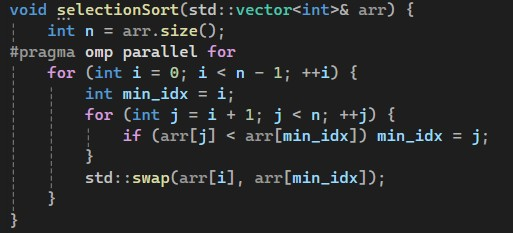 void selectionSort(std::vector<int>& arr) {
    int n = arr.size();
#pragma omp parallel for
    for (int i = 0; i < n - 1; ++i) {
        int min_idx = i;
        for (int j = i + 1; j < n; ++j) {
            if (arr[j] < arr[min_idx]) min_idx = j;
        }
        std::swap(arr[i], arr[min_idx]);
    }
}